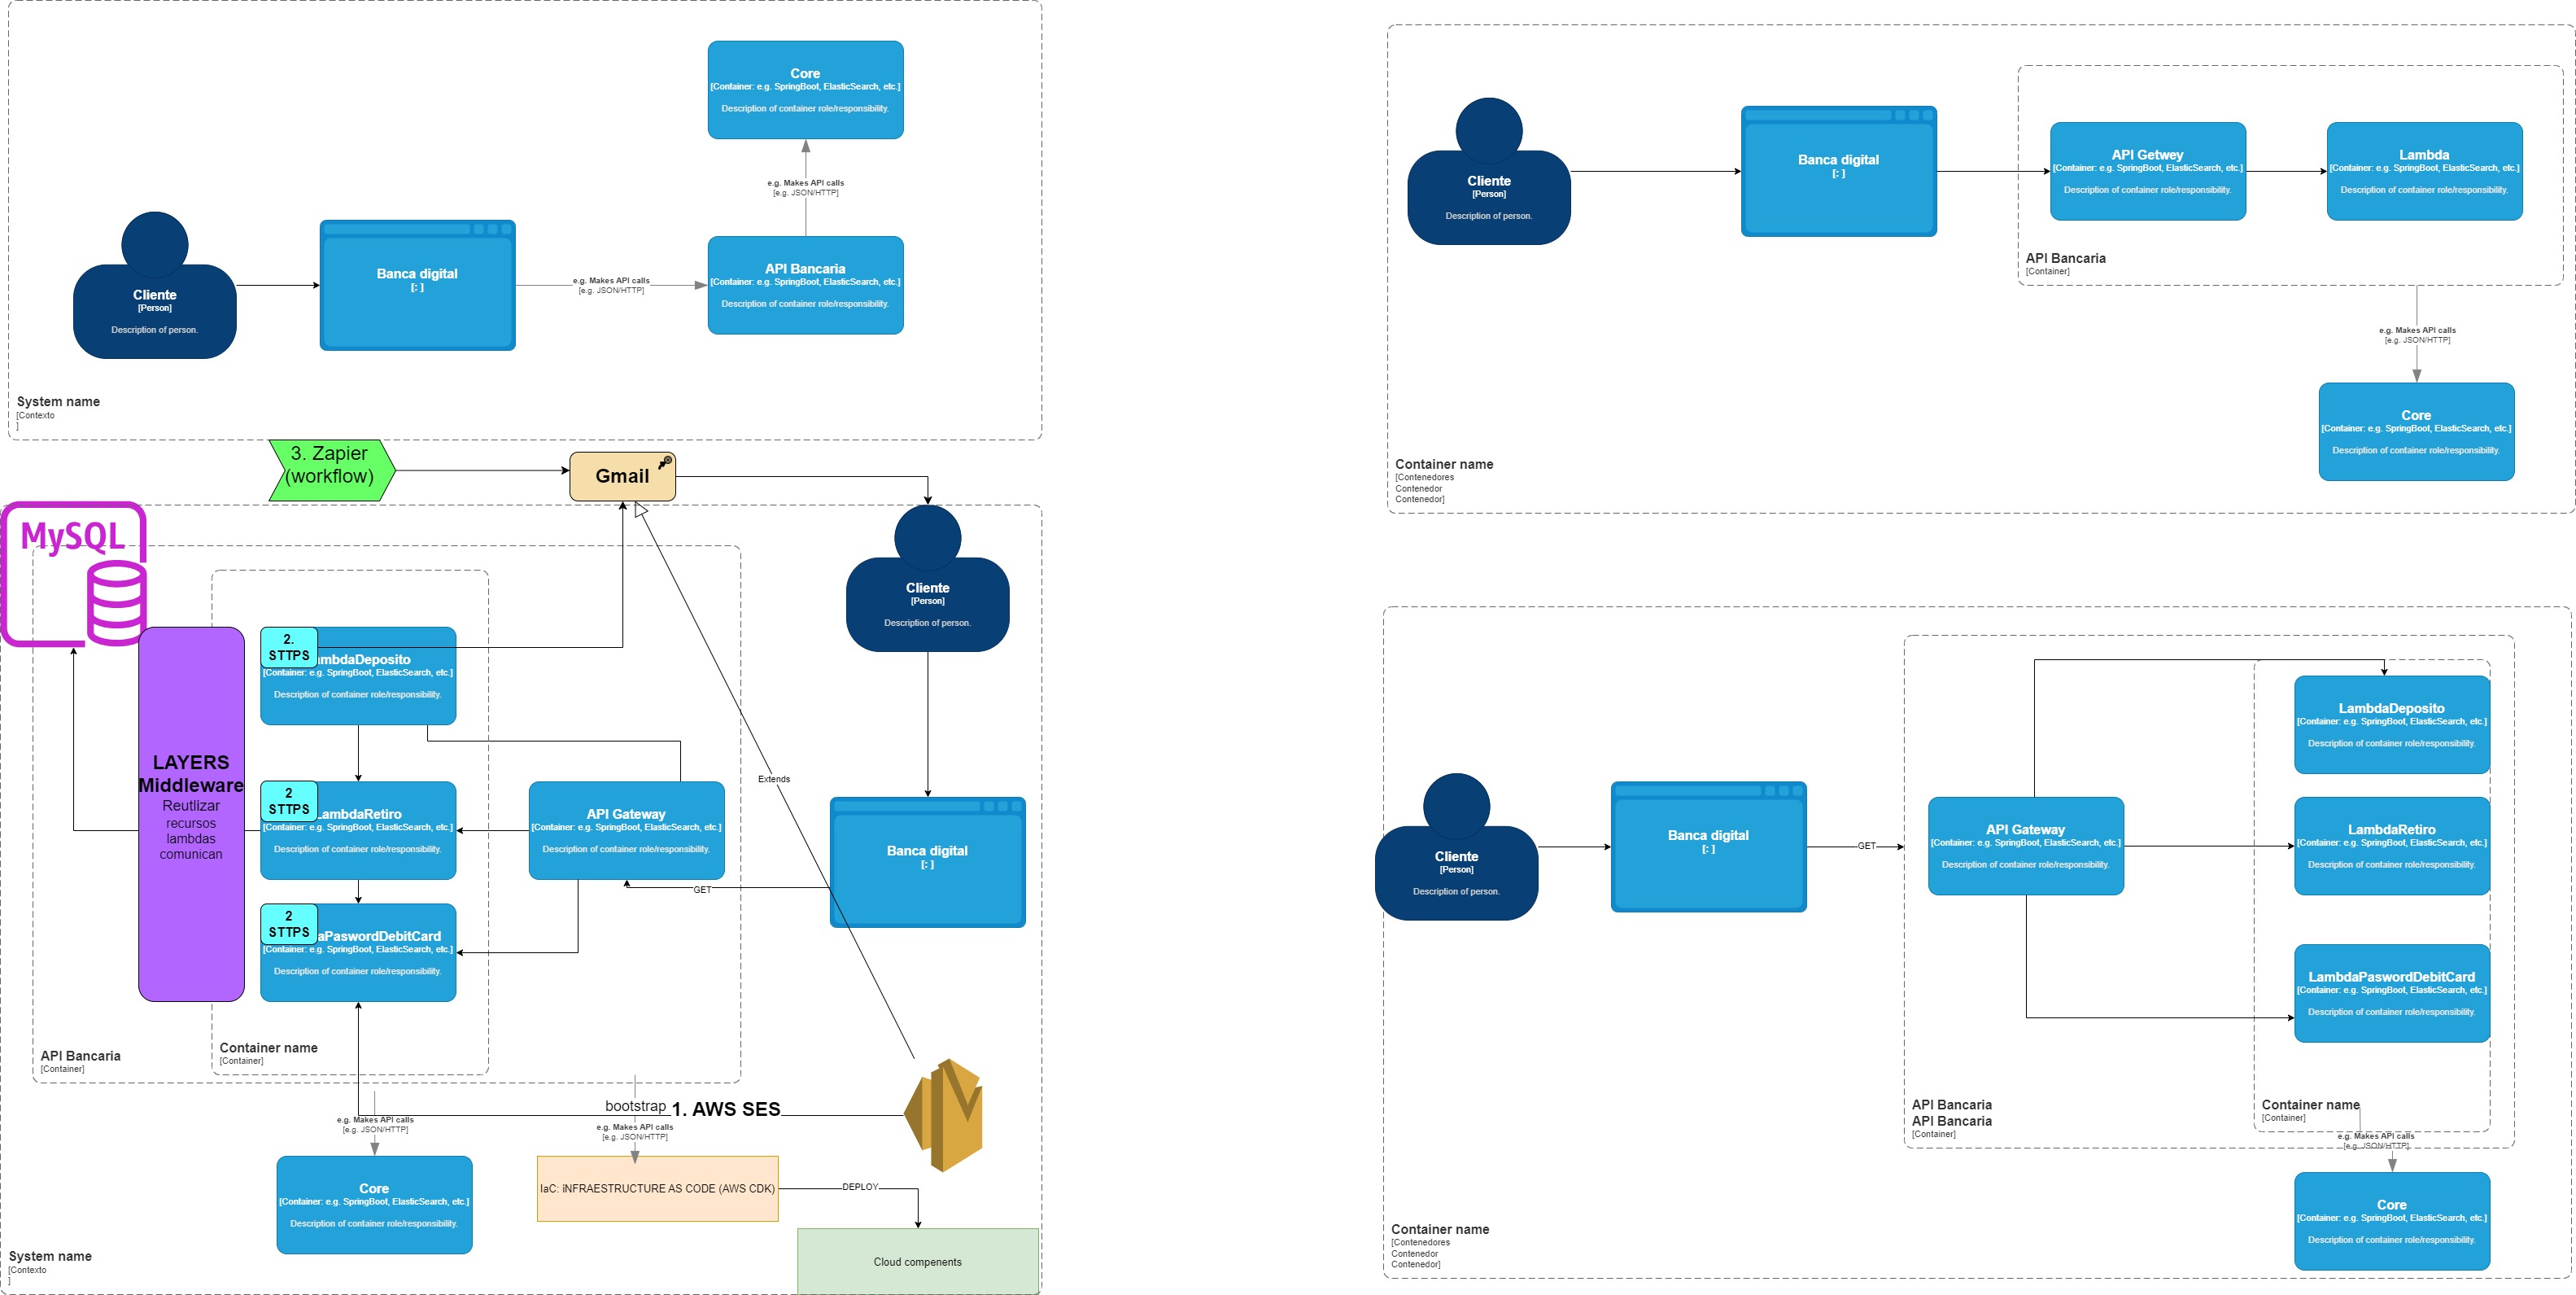 Core
[Container: e.g. SpringBoot, ElasticSearch, etc.]
Description of container role/responsibility.
e.g. Makes API calls
[e.g. JSON/HTTP]
Cliente
[Person]
Description of person.
Banca digital
[: ]
e.g. Makes API calls
[e.g. JSON/HTTP]
API Bancaria
[Container: e.g. SpringBoot, ElasticSearch, etc.]
Description of container role/responsibility.
System name
[Contexto
]
Cliente
[Person]
Description of person.
Banca digital
[: ]
API Getwey
[Container: e.g. SpringBoot, ElasticSearch, etc.]
Description of container role/responsibility.
Lambda
[Container: e.g. SpringBoot, ElasticSearch, etc.]
Description of container role/responsibility.
API Bancaria
[Container]
e.g. Makes API calls
[e.g. JSON/HTTP]
Core
[Container: e.g. SpringBoot, ElasticSearch, etc.]
Description of container role/responsibility.
Container name
[Contenedores
Contenedor
Contenedor]
3. Zapier
(workflow)
Gmail
MySQL
Cliente
[Person]
Description of person.
2.
STTPS
mbdaDeposito
[Container: e.g. SpringBoot, ElasticSearch, etc.]
Description of container role/responsibility.
LAYERS
Middleware
Reutlizar
recursos
lambdas
comunican
2
STTPS
LambdaRetiro
[Container: e.g. SpringBoot, ElasticSearch, etc.]
Description of container role/responsibility.
API Gateway
[Container: e.g. SpringBoot, ElasticSearch, etc.]
Description of container role/responsibility.
Extends
GET
Banca digital
[: ]
2
STTPS
aPaswordDebitCard
[Container: e.g. SpringBoot, ElasticSearch, etc.]
Description of container role/responsibility.
API Bancaria
[Container]
Container name
[Container]
e.g. Makes API calls
[e.g. JSON/HTTP]
bootstrap
1. AWS SES
e.g. Makes API calls
[e.g. JSON/HTTP]
Core
[Container: e.g. SpringBoot, ElasticSearch, etc.]
Description of container role/responsibility.
IaC: iNFRAESTRUCTURE AS CODE (AWS CDK)
DEPLOY
Cloud compenents
System name
[Contexto
]
Cliente
[Person]
Description of person.
Banca digital
[: ]
GET
API Gateway
[Container: e.g. SpringBoot, ElasticSearch, etc.]
Description of container role/responsibility.
LambdaDeposito
[Container: e.g. SpringBoot, ElasticSearch, etc.]
Description of container role/responsibility.
LambdaRetiro
[Container: e.g. SpringBoot, ElasticSearch, etc.]
Description of container role/responsibility.
LambdaPaswordDebitCard
[Container: e.g. SpringBoot, ElasticSearch, etc.]
Description of container role/responsibility.
API Bancaria
API Bancaria
[Container]
Container name
[Container]
e.g. Makes API calls
[e.g. JSON/HTTP]
Core
[Container: e.g. SpringBoot, ElasticSearch, etc.]
Description of container role/responsibility.
Container name
[Contenedores
Contenedor
Contenedor]